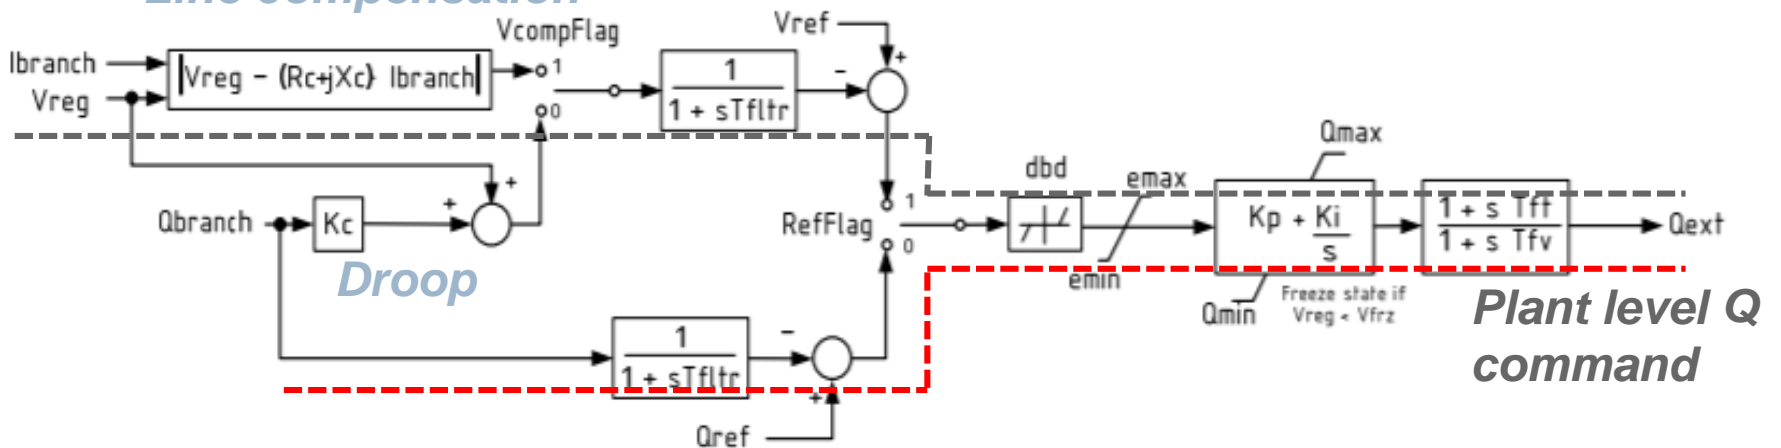 Line compensation
Vref
VcompFlag
Ibranch
|Vreg - (Rc+jXc) Ibranch|
1
1
1 + sTfltr
-
+
Vreg
0
Qmax
+
dbd
emax
1
Qbranch
Kc
+
RefFlag
Kp + Ki
s
1 + s Tft
1 + s Tfv
Qext
0
Droop
emin
Qmin
Freeze state if
Vreg < Vfrz
Plant level Q
command
1
1 + sTfltr
-
+
Qref